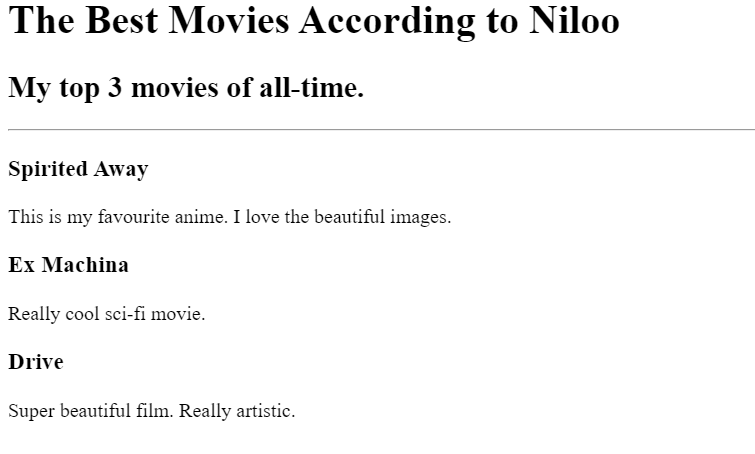 The Best Movies According to Niloo
My top 3 movies of all-time.
Spirited Away
This is my favourite anime. I love the beautiful images.
Ex Machina
Really cool sci-fi movie.
Drive
Super beautiful film. Really artistic.